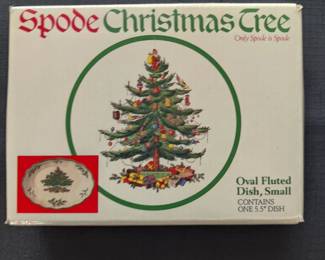 Spode Christmas Tree
Only Spode is Spode
Oval Fluted
Dish, Small
CONTAINS
ONE 5.5" DISH